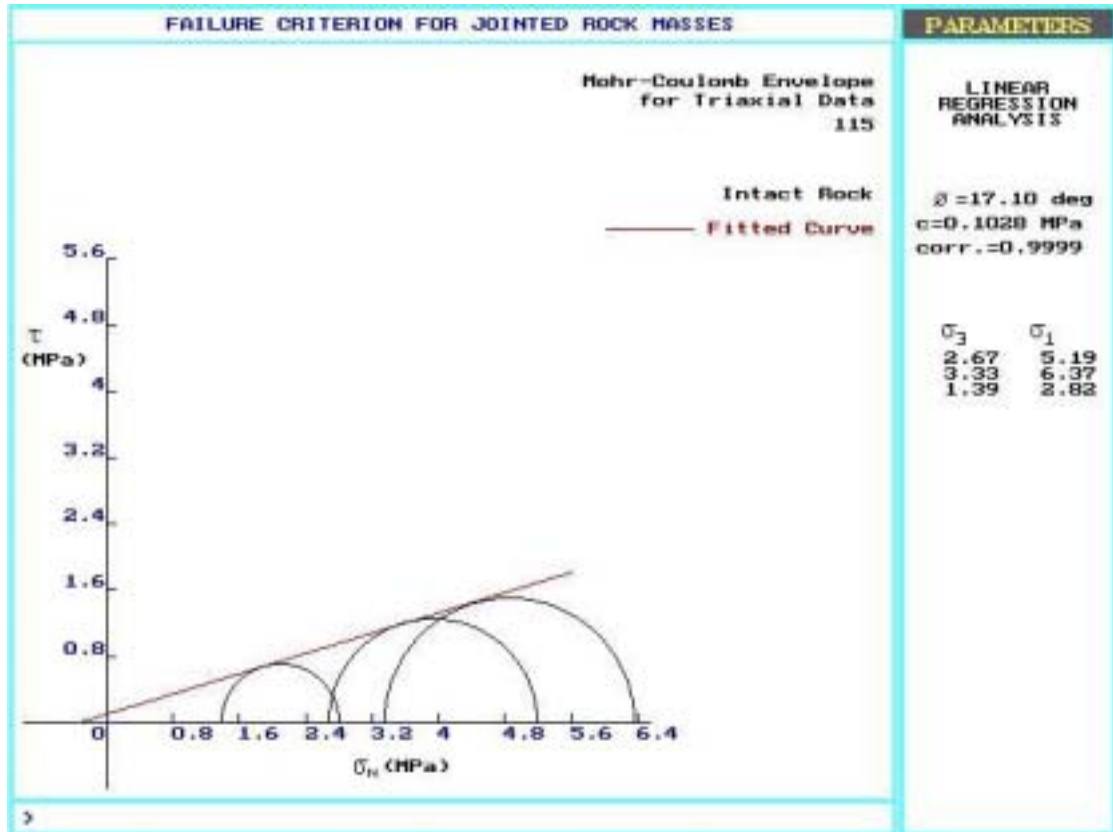 FAILURE CRITERION FOR JOINTED ROCK MASSES
PARAMETERS
Mohr-Coulomb Envelope
for Triaxial Data
115
Intact Rock
Fitted Curve
LINEAR
REGRESSION
ANALYSIS
ø =17.10 deg
c=0.1028 MPa
corr.=0.9999
σ3 σ1
2.67 5.19
3.33 6.37
1.39 2.82
5.6
4.8
τ
(MPa)
4
3.2
2.4
1.6
0.8
0 0.8 1.6 2.4 3.2 4 4.8 5.6 6.4
σN (MPa)
>